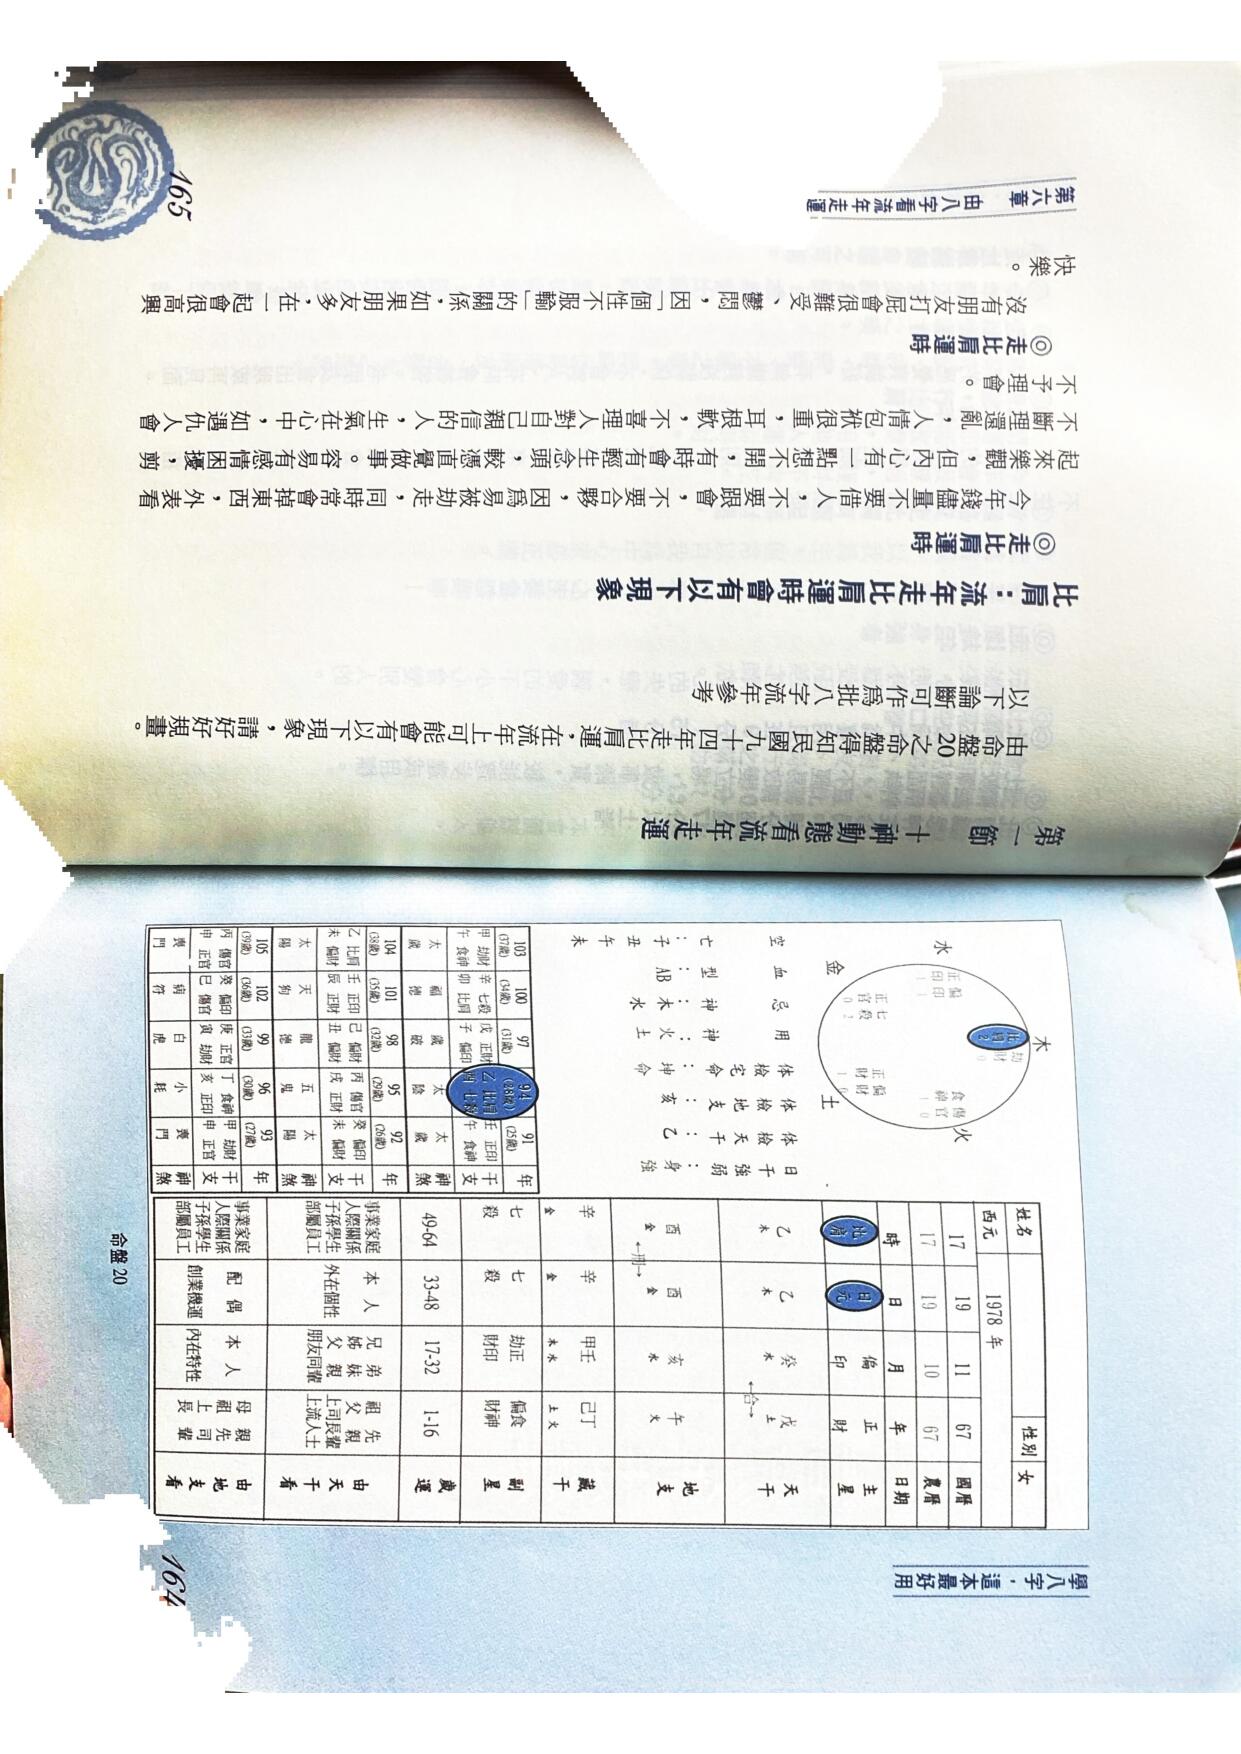 學八字，這本最好用
姓名 性別 女
西元 1978 年
17 19 11 67 國曆
17 19 10 67 農曆
時 日 月 年 日期
比肩 日元 偏印 正財 主星
乙木 乙木 癸水 戊土 天干
←合→
酉金 酉金 亥水 午火 地支
←刑→
辛 辛 甲壬 己丁 藏干
金 金 木水 土火
七殺 七殺 劫財 正印 偏財 食神 副星
49-64 33-48 17-32 1-16 歲運
事業家庭 人際關係 子孫學生 部屬員工
本人 外在個性
兄弟 姊妹 父親 朋友同輩
祖先 父親 上司長輩 上流人士
由天干看
事業家庭 人際關係 子孫學生 部屬員工
配偶 創業機運
本人 內在特性
母親 祖先 上司 長輩
由地支看
木
比肩2 劫財0
水 火
正印1 偏印1 食神1 傷官0
正官0 七殺2 正財1 偏財
金 土
日干強弱：身強
体檢天干：乙
体檢地支：亥
体檢宅命：坤命
用神：火土
忌神：木水
血型：AB
空亡：子丑午未
103 100 97 94 91 年
(37歲) (34歲) (31歲) (28歲) (25歲)
甲 劫財 辛 七殺 戊 正財 乙 比肩 壬 正印 干
午 食神 卯 比肩 子 偏印 酉 七殺 午 食神 支
太歲 福德 歲破 太陰 太歲 神煞
104 101 98 95 92 年
(38歲) (35歲) (32歲) (29歲) (26歲)
乙 比肩 壬 正印 己 偏財 丙 傷官 癸 偏印 干
未 偏財 辰 正財 丑 偏財 戌 正財 未 偏財 支
太陽 天狗 龍德 五鬼 太陽 神煞
105 102 99 96 93 年
(39歲) (36歲) (33歲) (30歲) (27歲)
丙 傷官 癸 偏印 庚 正官 丁 食神 甲 劫財 干
申 正官 巳 傷官 寅 劫財 亥 正印 申 正官 支
喪門 病符 白虎 小耗 喪門 神煞
命盤 20
164
第一節 十神動態看流年走運
由命盤20之命盤得知民國九十四年走比肩運，在流年上可能會有以下現象，請好好規畫。
以下論斷可作為批八字流年參考
比肩：流年走比肩運時會有以下現象
◎走比肩運時
今年錢儘量不要借人，不要跟會，不要合夥，因為易被劫走，同時常會掉東西，外表看
起來樂觀，但內心有一點想不開，有時會有輕生念頭，較憑直覺做事。容易有感情困擾，剪
不斷理還亂，人情包袱很重，耳根軟，不喜理人對自己親信的人，生氣在心中，如遇仇人會
不予理會。
◎走比肩運時
沒有朋友打屁會很難受、鬱悶，因「個性不服輸」的關係，如果朋友多，在一起會很高興
快樂。
第六章 由八字看流年走運
165